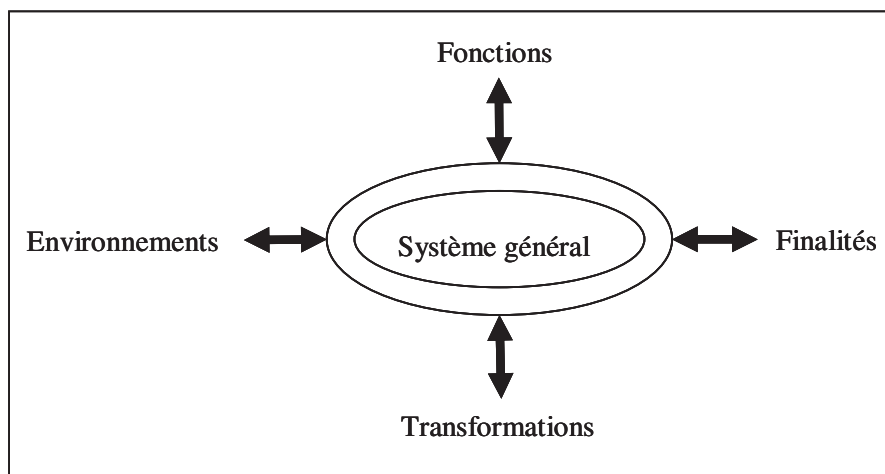 Fonctions
Environnements
Système général
Finalités
Transformations